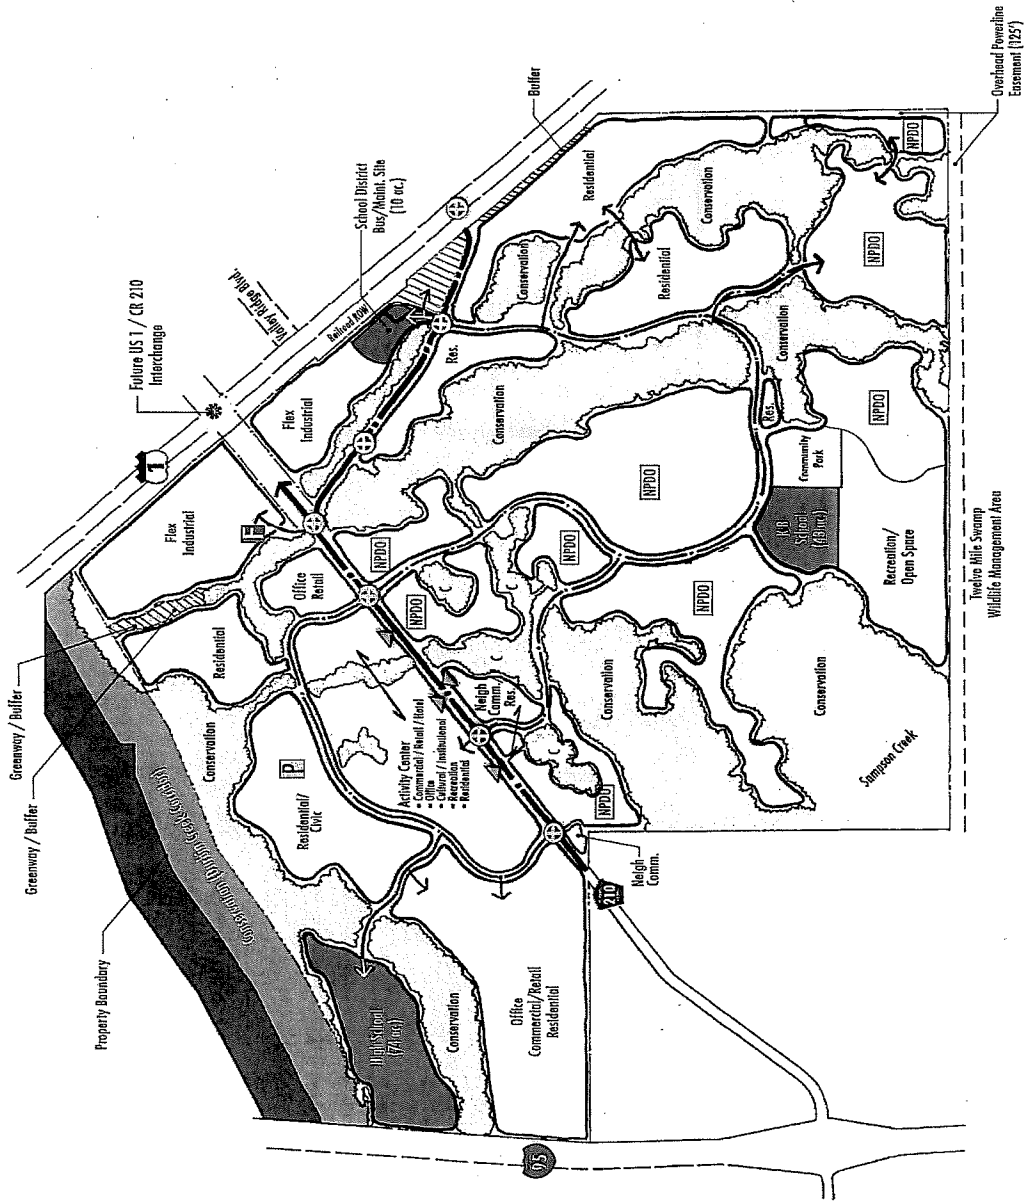 Greenway / Buffer
Greenway / Buffer
Property Boundary
Future US 1 / CR 210
Interchange
Valley Ridge Blvd.
1
Railroad ROW
School District
Bus/Maint. Site
(10 ac.)
Buffer
Overhead Powerline
Easement (125')
Flex
Industrial
Flex
Industrial
Office
Retail
Residential
Conservation
Conservation (Durbin Creek Corridor)
Residential/
Civic
P
Activity Center
• Commercial / Retail / Hotel
• Office
• Cultural / Institutional
• Recreation
• Residential
High School
Conservation
Office
Commercial/Retail
Residential
95
210
Neigh
Comm.
Neigh
Comm.
Res.
C
C
C
C
NPDO
NPDO
NPDO
NPDO
NPDO
NPDO
NPDO
NPDO
NPDO
Res.
Conservation
Conservation
Residential
Residential
Conservation
Conservation
Res.
Community
Park
K-8
School
Recreation/
Open Space
Conservation
Conservation
Sampson Creek
Twelve Mile Swamp
Wildlife Management Area